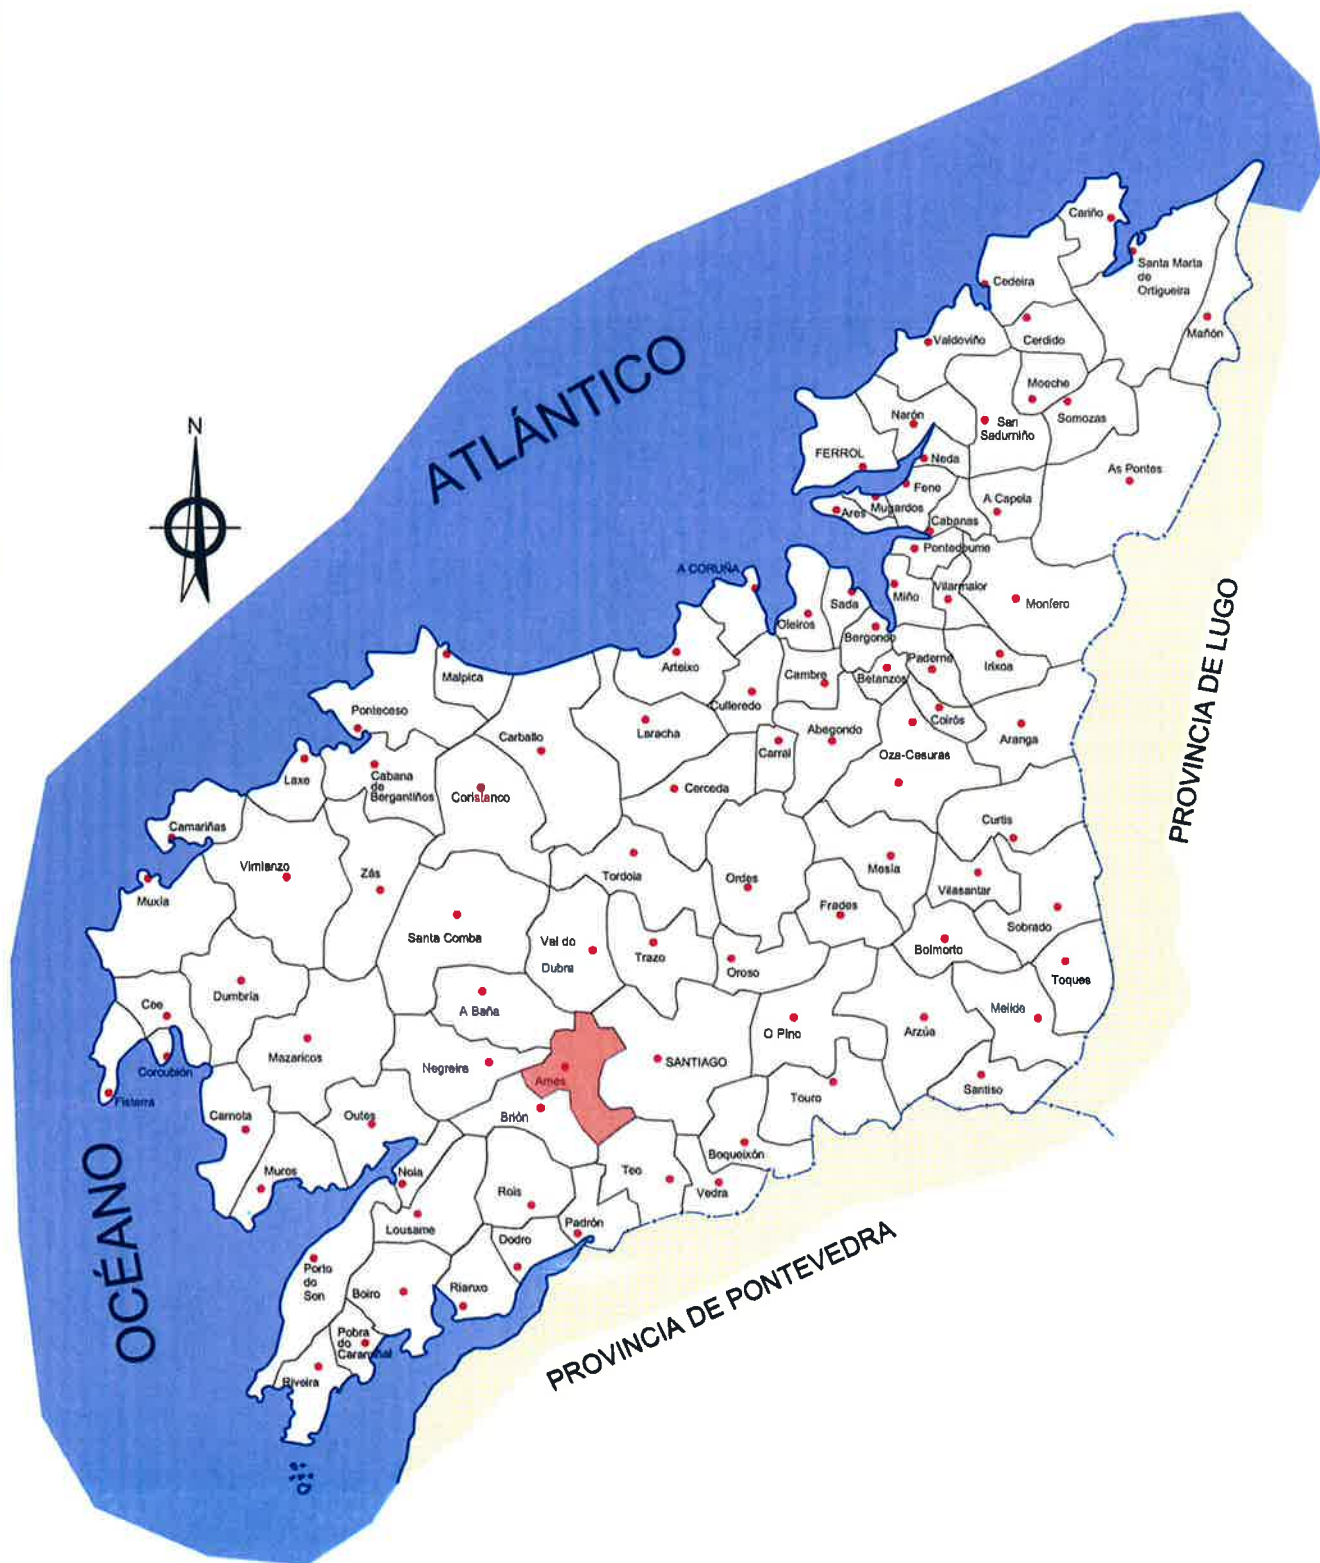 Cariño
Santa Marta
de
Ortigueira
Cedeira
Mañón
Cerdido
Valdoviño
Moeche
Somozas
Narón
San
Sadurniño
FERROL
Neda
As Pontes
Fene
A Capela
Ares
Mugardos
Cabanas
Pontedeume
ATLÁNTICO
N
A CORUÑA
Sada
Miño
Vilarmaior
Monfero
Oleiros
Bergondo
PROVINCIA DE LUGO
Malpica
Arteixo
Cambre
Betanzos
Paderne
Irixoa
Ponteceso
Culleredo
Coirós
Carballo
Laracha
Carral
Abegondo
Aranga
Oza-Cesuras
Laxe
Cabana
de
Bergantiños
Coristanco
Cerceda
Curtis
Camariñas
Vimianzo
Zás
Tordoia
Ordes
Mesía
Vilasantar
Muxía
Frades
Sobrado
Santa Comba
Val do
Dubra
Trazo
Oroso
Boimorto
Toques
Dumbría
Cee
A Baña
O Pino
Arzúa
Melide
Mazaricos
Negreira
Ames
SANTIAGO
Corcubión
Santiso
Fisterra
Touro
Carnota
Outes
Brión
Boqueixón
Muros
Noia
Teo
Vedra
Rois
OCÉANO
Lousame
Padrón
Dodro
Porto
do
Son
Boiro
Rianxo
PROVINCIA DE PONTEVEDRA
Pobra
do
Caramiñal
Riveira